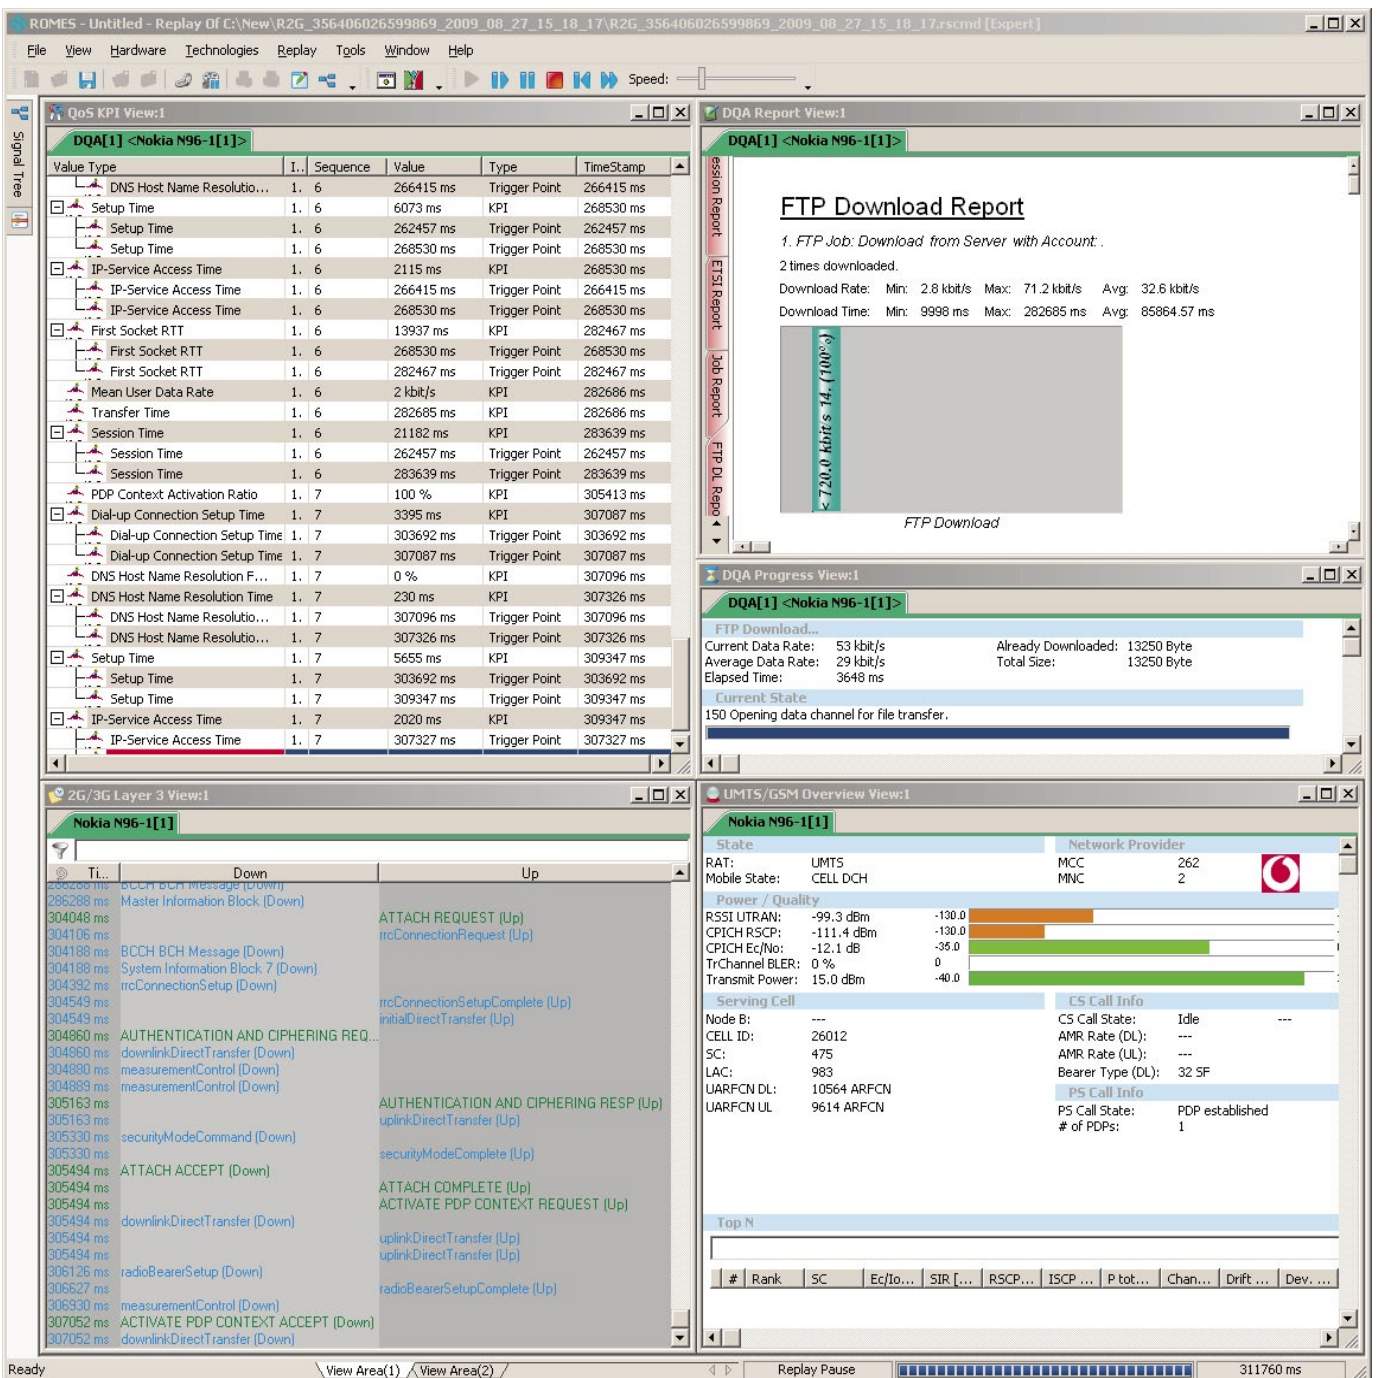 ROMES - Untitled - Replay Of C:\New\R2G_356406026599869_2009_08_27_15_18_17\R2G_356406026599869_2009_08_27_15_18_17.rscmd [Expert]
File View Hardware Technologies Replay Tools Window Help
Speed:
Signal Tree
QoS KPI View:1
DQA[1] <Nokia N96-1[1]>
Value Type I.. Sequence Value Type TimeStamp
DNS Host Name Resolutio... 1. 6 266415 ms Trigger Point 266415 ms
Setup Time 1. 6 6073 ms KPI 268530 ms
Setup Time 1. 6 262457 ms Trigger Point 262457 ms
Setup Time 1. 6 268530 ms Trigger Point 268530 ms
IP-Service Access Time 1. 6 2115 ms KPI 268530 ms
IP-Service Access Time 1. 6 266415 ms Trigger Point 266415 ms
IP-Service Access Time 1. 6 268530 ms Trigger Point 268530 ms
First Socket RTT 1. 6 13937 ms KPI 282467 ms
First Socket RTT 1. 6 268530 ms Trigger Point 268530 ms
First Socket RTT 1. 6 282467 ms Trigger Point 282467 ms
Mean User Data Rate 1. 6 2 kbit/s KPI 282686 ms
Transfer Time 1. 6 282685 ms KPI 282686 ms
Session Time 1. 6 21182 ms KPI 283639 ms
Session Time 1. 6 262457 ms Trigger Point 262457 ms
Session Time 1. 6 283639 ms Trigger Point 283639 ms
PDP Context Activation Ratio 1. 7 100 % KPI 305413 ms
Dial-up Connection Setup Time 1. 7 3395 ms KPI 307087 ms
Dial-up Connection Setup Time 1. 7 303692 ms Trigger Point 303692 ms
Dial-up Connection Setup Time 1. 7 307087 ms Trigger Point 307087 ms
DNS Host Name Resolution F... 1. 7 0 % KPI 307096 ms
DNS Host Name Resolution Time 1. 7 230 ms KPI 307326 ms
DNS Host Name Resolutio... 1. 7 307096 ms Trigger Point 307096 ms
DNS Host Name Resolutio... 1. 7 307326 ms Trigger Point 307326 ms
Setup Time 1. 7 5655 ms KPI 309347 ms
Setup Time 1. 7 303692 ms Trigger Point 303692 ms
Setup Time 1. 7 309347 ms Trigger Point 309347 ms
IP-Service Access Time 1. 7 2020 ms KPI 309347 ms
IP-Service Access Time 1. 7 307327 ms Trigger Point 307327 ms
DQA Report View:1
DQA[1] <Nokia N96-1[1]>
ession Report
ETSI Report
Job Report
FTP DL Repo
FTP Download Report
1. FTP Job: Download from Server with Account: .
2 times downloaded.
Download Rate: Min: 2.8 kbit/s Max: 71.2 kbit/s Avg: 32.6 kbit/s
Download Time: Min: 9998 ms Max: 282685 ms Avg: 85864.57 ms
< 720.0 kbit/s 14. (100%)
FTP Download
DQA Progress View:1
DQA[1] <Nokia N96-1[1]>
FTP Download...
Current Data Rate: 53 kbit/s Already Downloaded: 13250 Byte
Average Data Rate: 29 kbit/s Total Size: 13250 Byte
Elapsed Time: 3648 ms
Current State
150 Opening data channel for file transfer.
2G/3G Layer 3 View:1
Nokia N96-1[1]
Ti... Down Up
286288 ms BCCH BCH Message (Down)
286288 ms Master Information Block (Down)
304048 ms ATTACH REQUEST (Up)
304106 ms rrcConnectionRequest (Up)
304188 ms BCCH BCH Message (Down)
304188 ms System Information Block 7 (Down)
304392 ms rrcConnectionSetup (Down)
304549 ms rrcConnectionSetupComplete (Up)
304549 ms initialDirectTransfer (Up)
304860 ms AUTHENTICATION AND CIPHERING REQ...
304860 ms downlinkDirectTransfer (Down)
304880 ms measurementControl (Down)
304889 ms measurementControl (Down)
305163 ms AUTHENTICATION AND CIPHERING RESP (Up)
305163 ms uplinkDirectTransfer (Up)
305330 ms securityModeCommand (Down)
305330 ms securityModeComplete (Up)
305494 ms ATTACH ACCEPT (Down)
305494 ms ATTACH COMPLETE (Up)
305494 ms ACTIVATE PDP CONTEXT REQUEST (Up)
305494 ms downlinkDirectTransfer (Down)
305494 ms uplinkDirectTransfer (Up)
305494 ms uplinkDirectTransfer (Up)
306126 ms radioBearerSetup (Down)
306627 ms radioBearerSetupComplete (Up)
306930 ms measurementControl (Down)
307052 ms ACTIVATE PDP CONTEXT ACCEPT (Down)
307052 ms downlinkDirectTransfer (Down)
UMTS/GSM Overview View:1
Nokia N96-1[1]
State Network Provider
RAT: UMTS MCC 262
Mobile State: CELL DCH MNC 2
Power / Quality
RSSI UTRAN: -99.3 dBm -130.0
CPICH RSCP: -111.4 dBm -130.0
CPICH Ec/No: -12.1 dB -35.0
TrChannel BLER: 0 % 0
Transmit Power: 15.0 dBm -40.0
Serving Cell CS Call Info
Node B: --- CS Call State: Idle ---
CELL ID: 26012 AMR Rate (DL): ---
SC: 475 AMR Rate (UL): ---
LAC: 983 Bearer Type (DL): 32 SF
UARFCN DL: 10564 ARFCN PS Call Info
UARFCN UL 9614 ARFCN PS Call State: PDP established
# of PDPs: 1
Top N
# Rank SC Ec/Io... SIR [... RSCP... ISCP ... P tot... Chan... Drift ... Dev. ...
Ready View Area(1) View Area(2) Replay Pause 311760 ms